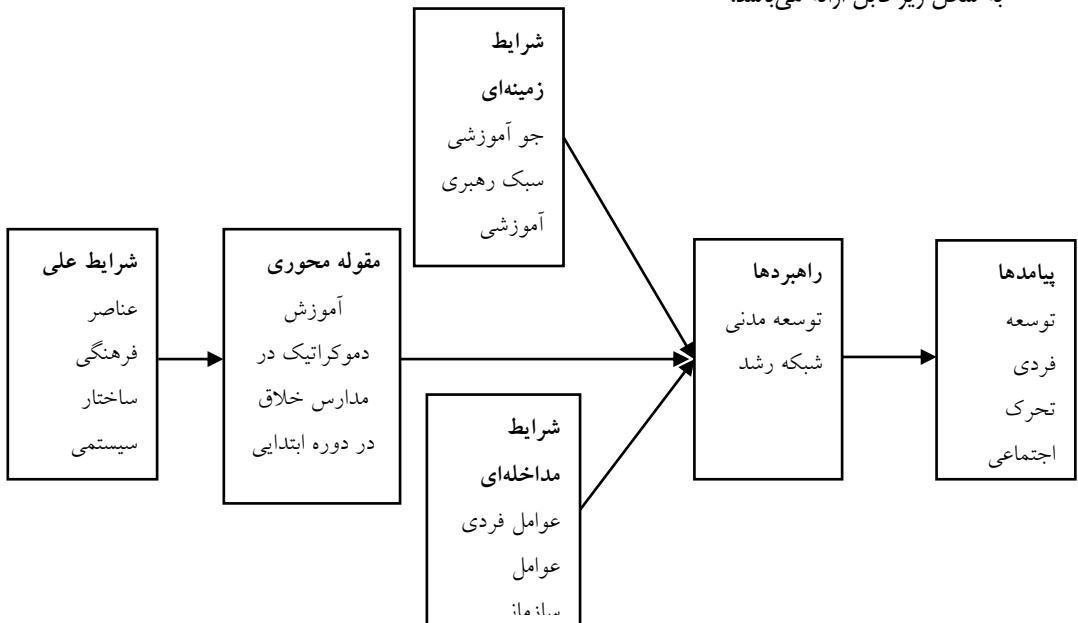 شرایط
زمینه‌ای
جو آموزشی
سبک رهبری
آموزشی
شرایط علی
عناصر
فرهنگی
ساختار
سیستمی
مقوله محوری
آموزش
دموکراتیک در
مدارس خلاق
در دوره ابتدایی
شرایط
مداخله‌ای
عوامل فردی
عوامل
راهبردها
توسعه مدنی
شبکه رشد
پیامدها
توسعه
فردی
تحرک
اجتماعی